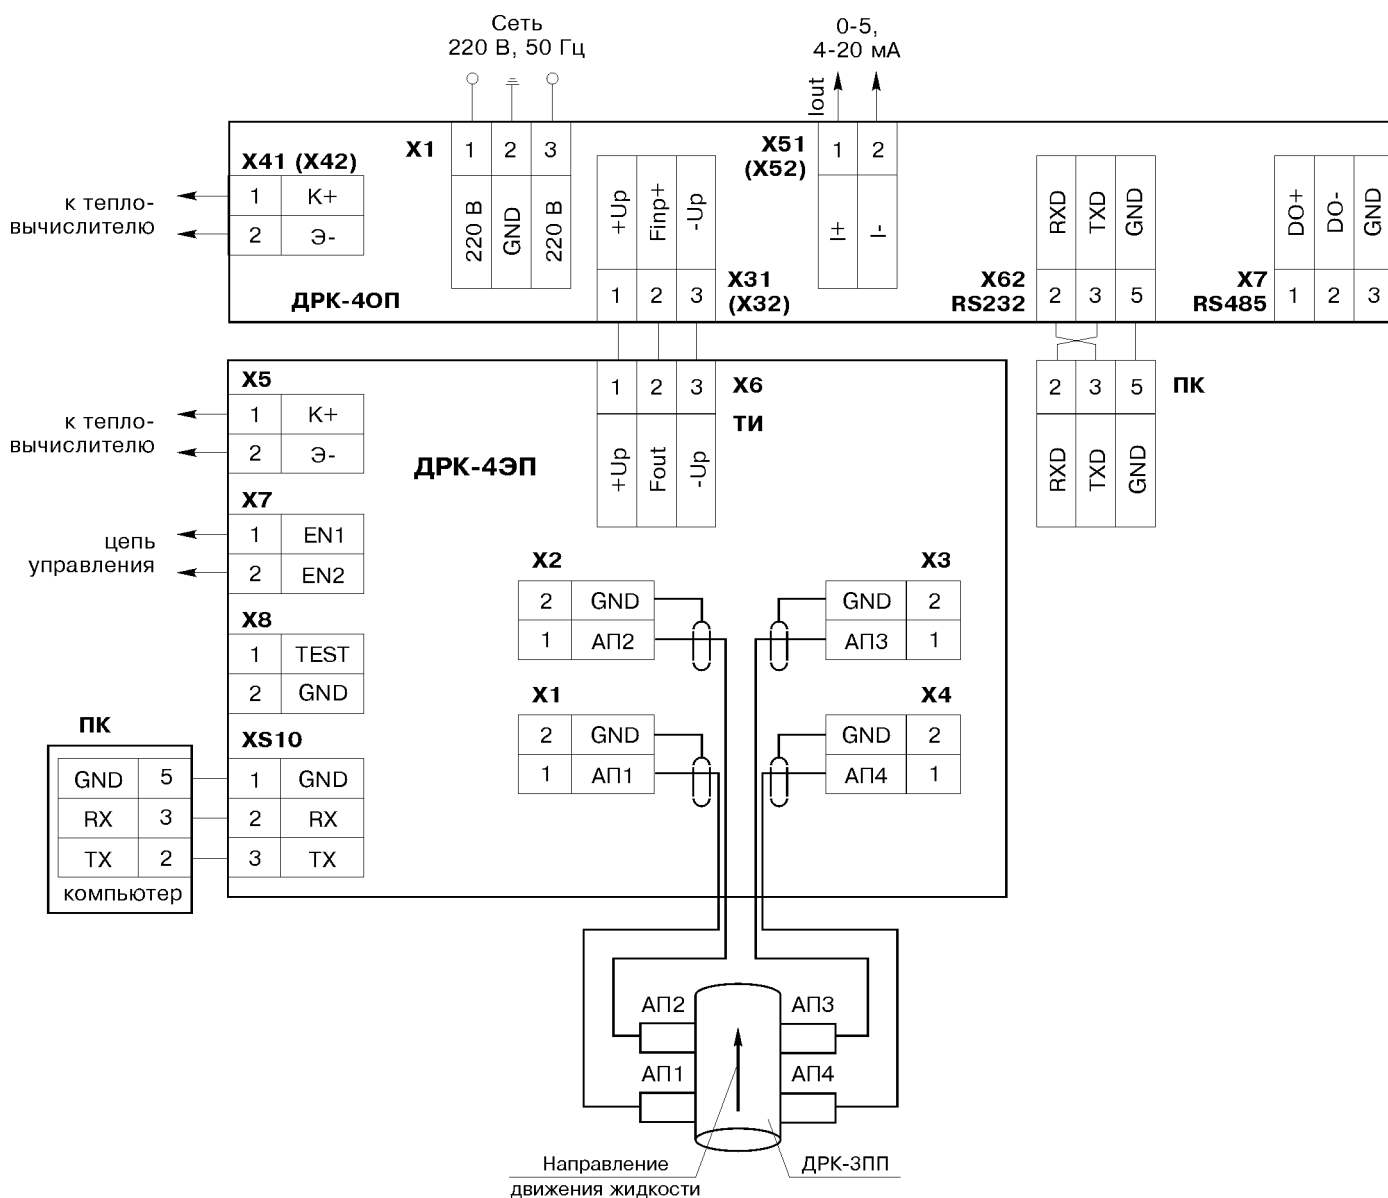 Сеть
220 В, 50 Гц
0-5,
4-20 мА
Iout
X41 (X42)
1 К+
2 Э-
к тепло-
вычислителю
X1
1 2 3
220 В GND 220 В
+Up Finp+ -Up
1 2 3
X31
(X32)
X51
(X52)
1 2
I+ I-
RXD TXD GND
X62
RS232
2 3 5
DO+ DO- GND
X7
RS485
1 2 3
ДРК-4ОП
X5
1 К+
2 Э-
к тепло-
вычислителю
1 2 3
X6
ТИ
+Up Fout -Up
ДРК-4ЭП
2 3 5
ПК
RXD TXD GND
X7
1 EN1
2 EN2
цепь
управления
X8
1 TEST
2 GND
X2
2 GND
1 АП2
X3
GND 2
АП3 1
X1
2 GND
1 АП1
X4
GND 2
АП4 1
ПК
GND 5
RX 3
TX 2
компьютер
XS10
1 GND
2 RX
3 TX
АП2
АП3
АП1
АП4
Направление
движения жидкости
ДРК-3ПП